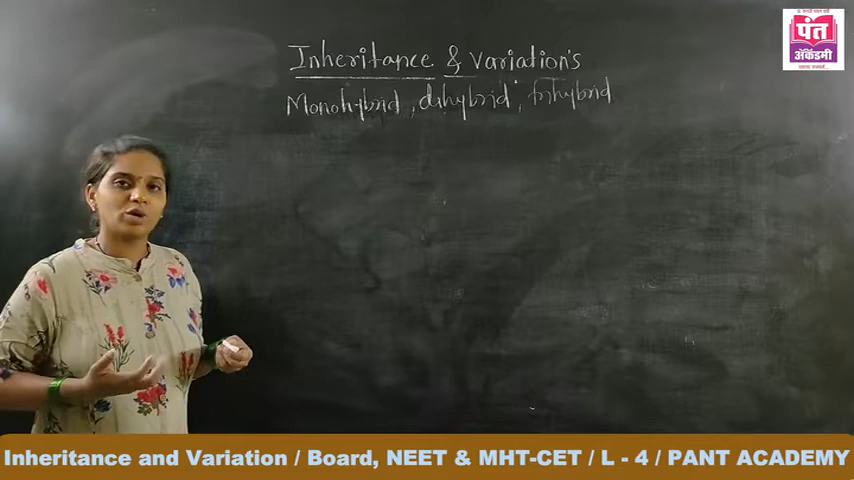 Inheritance & Variation's
Monohybrid, dihybrid, trihybrid
पंत
अ‍ॅकॅडमी
Inheritance and Variation / Board, NEET & MHT-CET / L - 4 / PANT ACADEMY